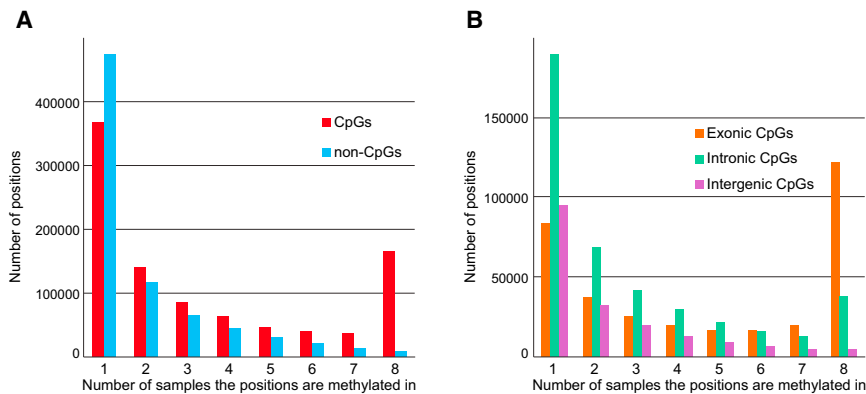 A
Number of positions
400000
300000
200000
100000
0
CpGs
non-CpGs
1 2 3 4 5 6 7 8
Number of samples the positions are methylated in
B
Number of positions
150000
100000
50000
0
Exonic CpGs
Intronic CpGs
Intergenic CpGs
1 2 3 4 5 6 7 8
Number of samples the positions are methylated in